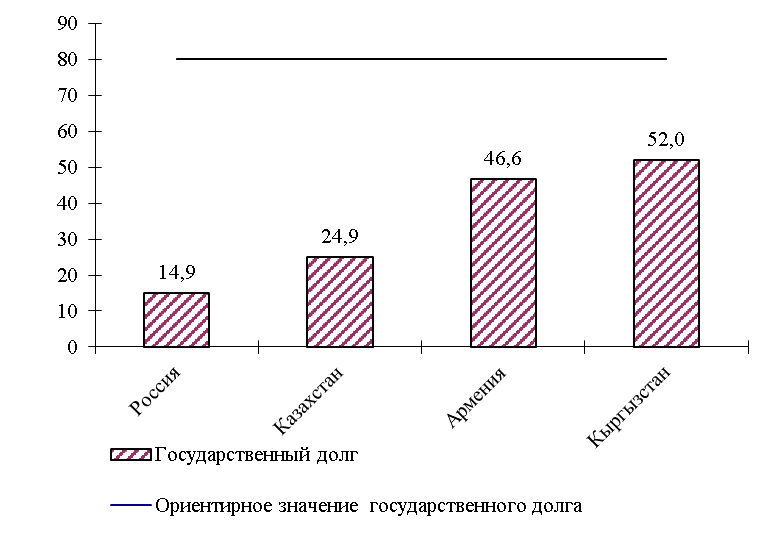 90
80
70
60
50
40
30
20
10
0
14,9
24,9
46,6
52,0
Россия
Казахстан
Армения
Кыргызстан
Государственный долг
Ориентирное значение государственного долга